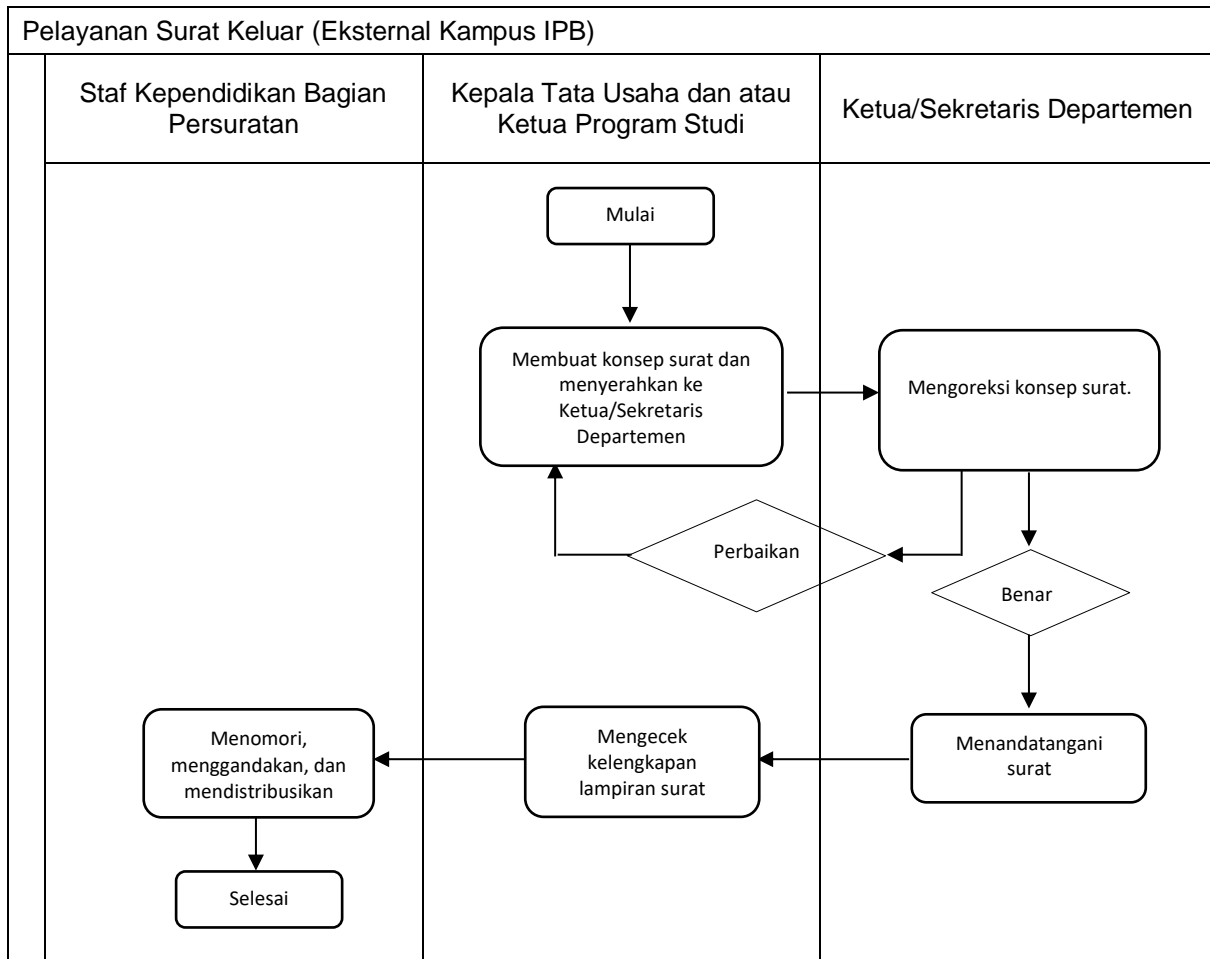 Pelayanan Surat Keluar (Eksternal Kampus IPB)
Staf Kependidikan Bagian
Persuratan
Kepala Tata Usaha dan atau
Ketua Program Studi
Ketua/Sekretaris Departemen
Mulai
Membuat konsep surat dan
menyerahkan ke
Ketua/Sekretaris
Departemen
Mengoreksi konsep surat.
Perbaikan
Benar
Menandatangani
surat
Mengecek
kelengkapan
lampiran surat
Menomori,
menggandakan, dan
mendistribusikan
Selesai